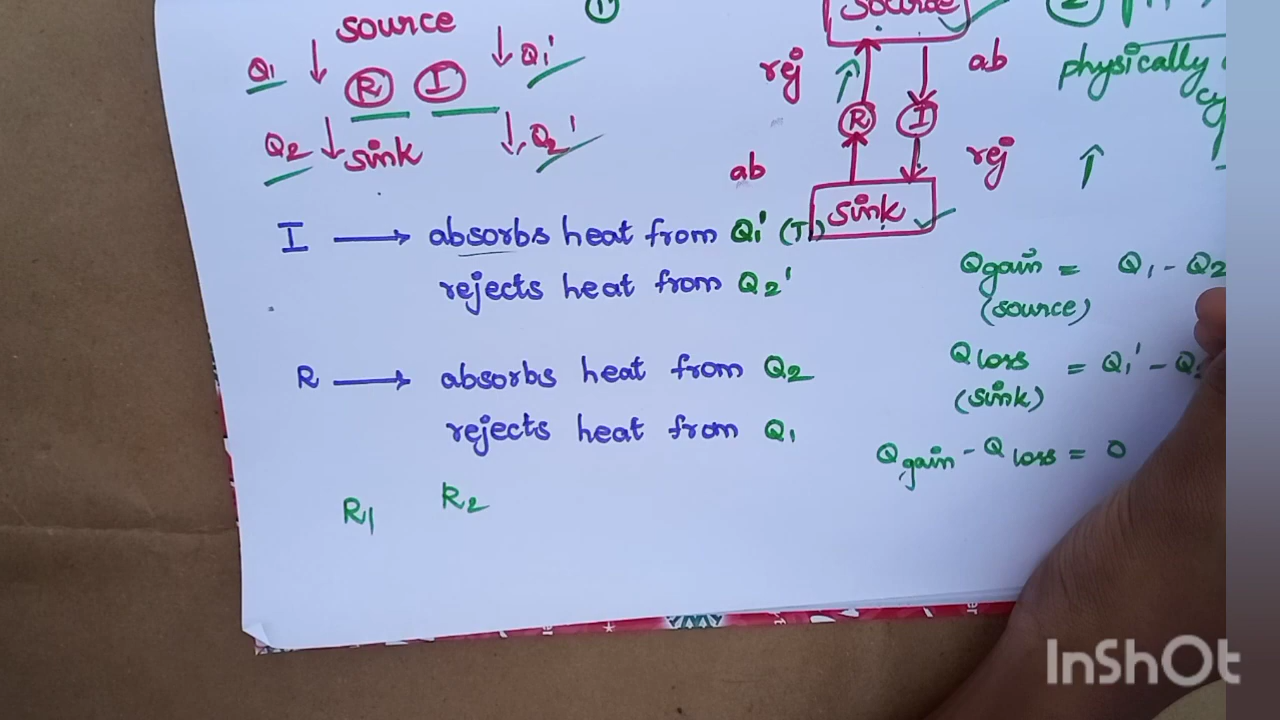 source
Q1 ↓ ↓ Q1'
R I
Q2 ↓ sink ↓ Q2'
I → absorbs heat from Q1' (T1)
rejects heat from Q2'
R → absorbs heat from Q2
rejects heat from Q1
R1 R2
source
rej ab
R I
ab rej
sink
2
physically
Qgain = Q1 - Q2
(source)
Qloss = Q1' -
(sink)
Qgain - Qloss = 0
InShOt